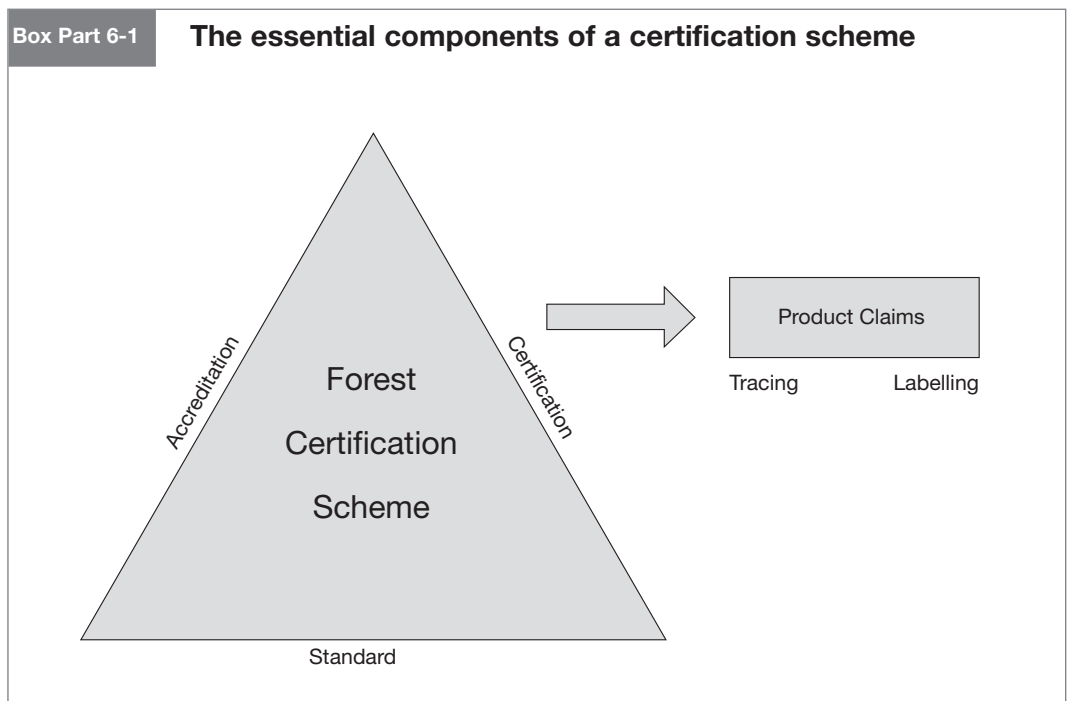 Box Part 6-1
The essential components of a certification scheme
Accreditation
Certification
Forest
Certification
Scheme
Standard
Product Claims
Tracing
Labelling